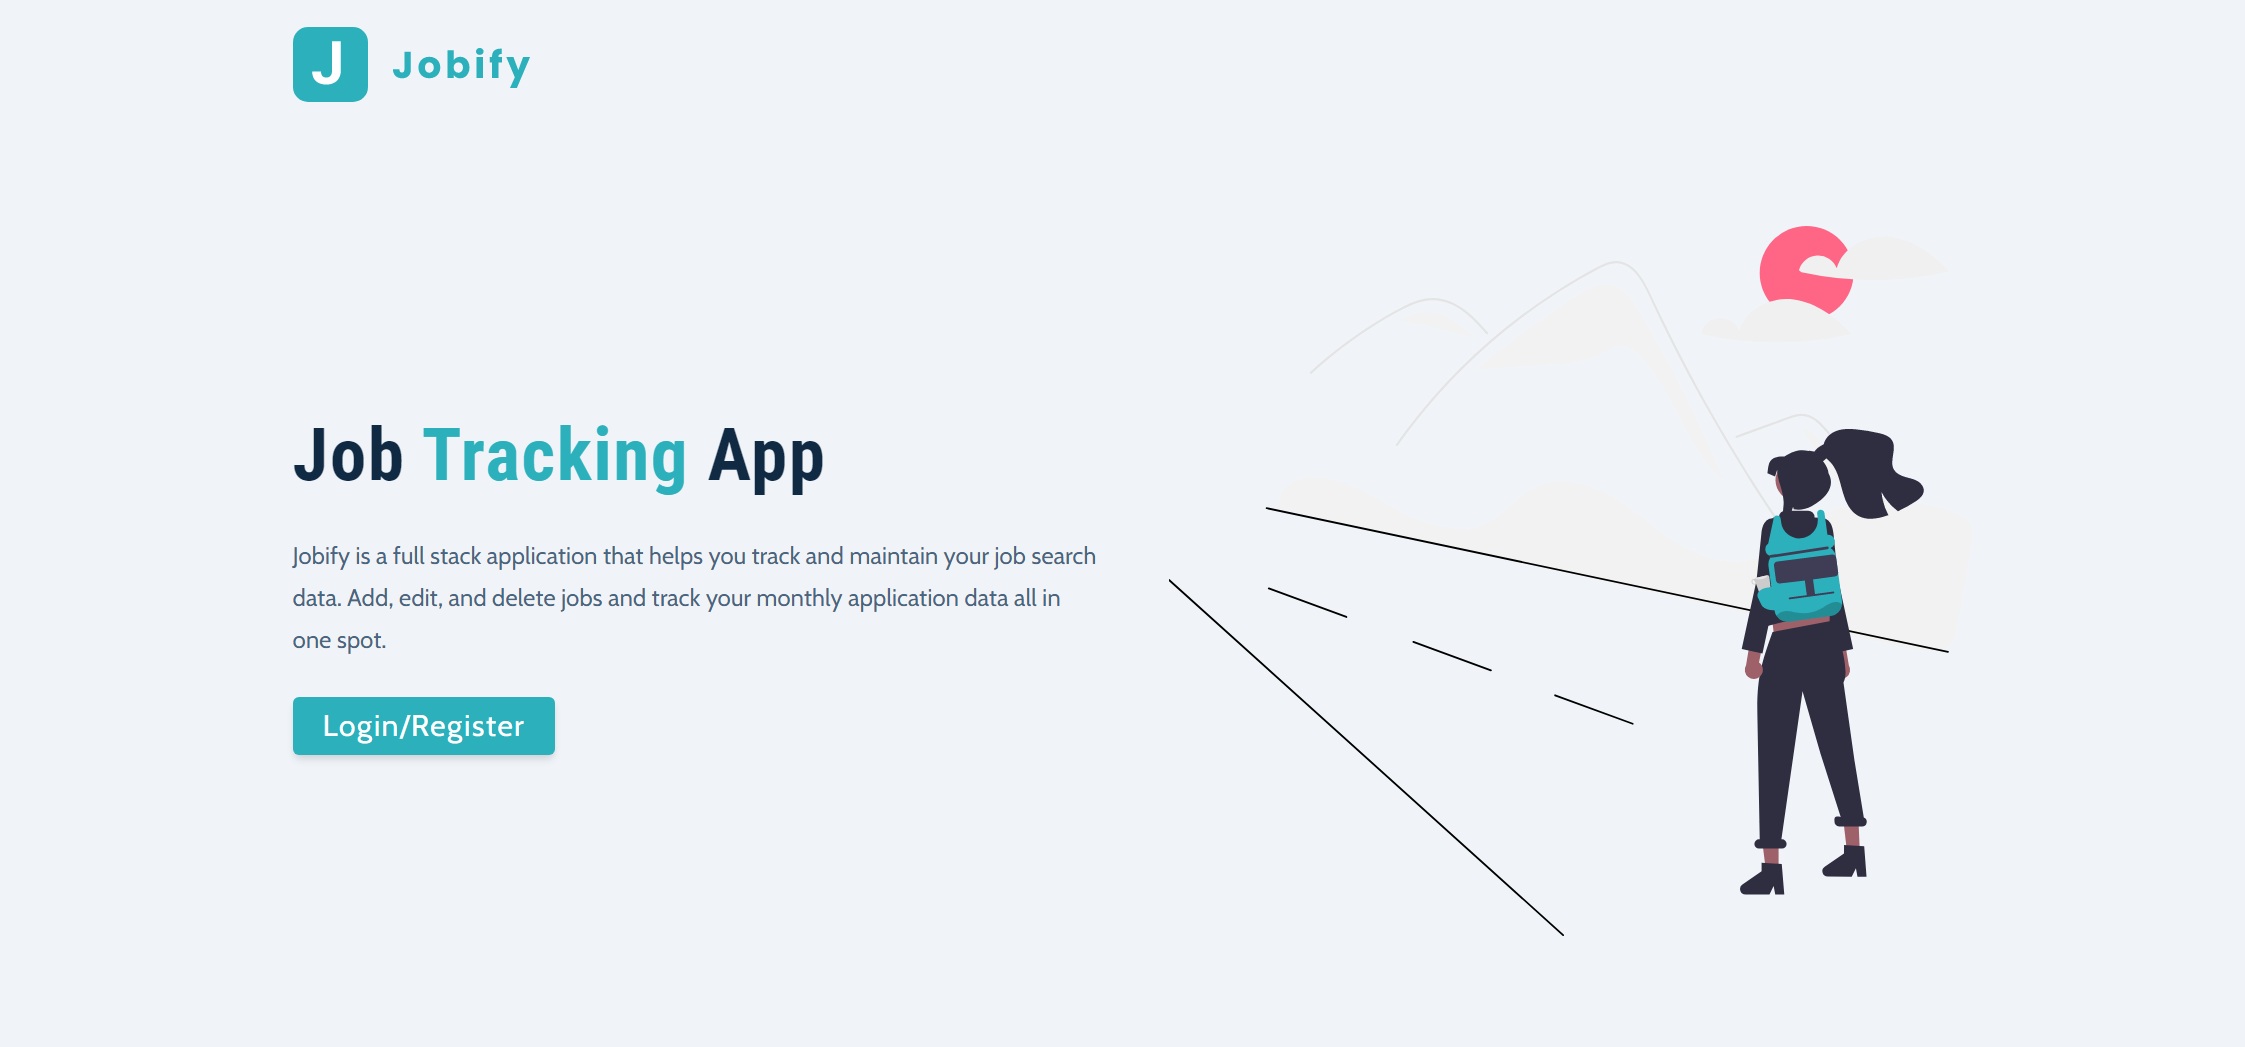 J Jobify
Job Tracking App
Jobify is a full stack application that helps you track and maintain your job search
data. Add, edit, and delete jobs and track your monthly application data all in
one spot.
Login/Register